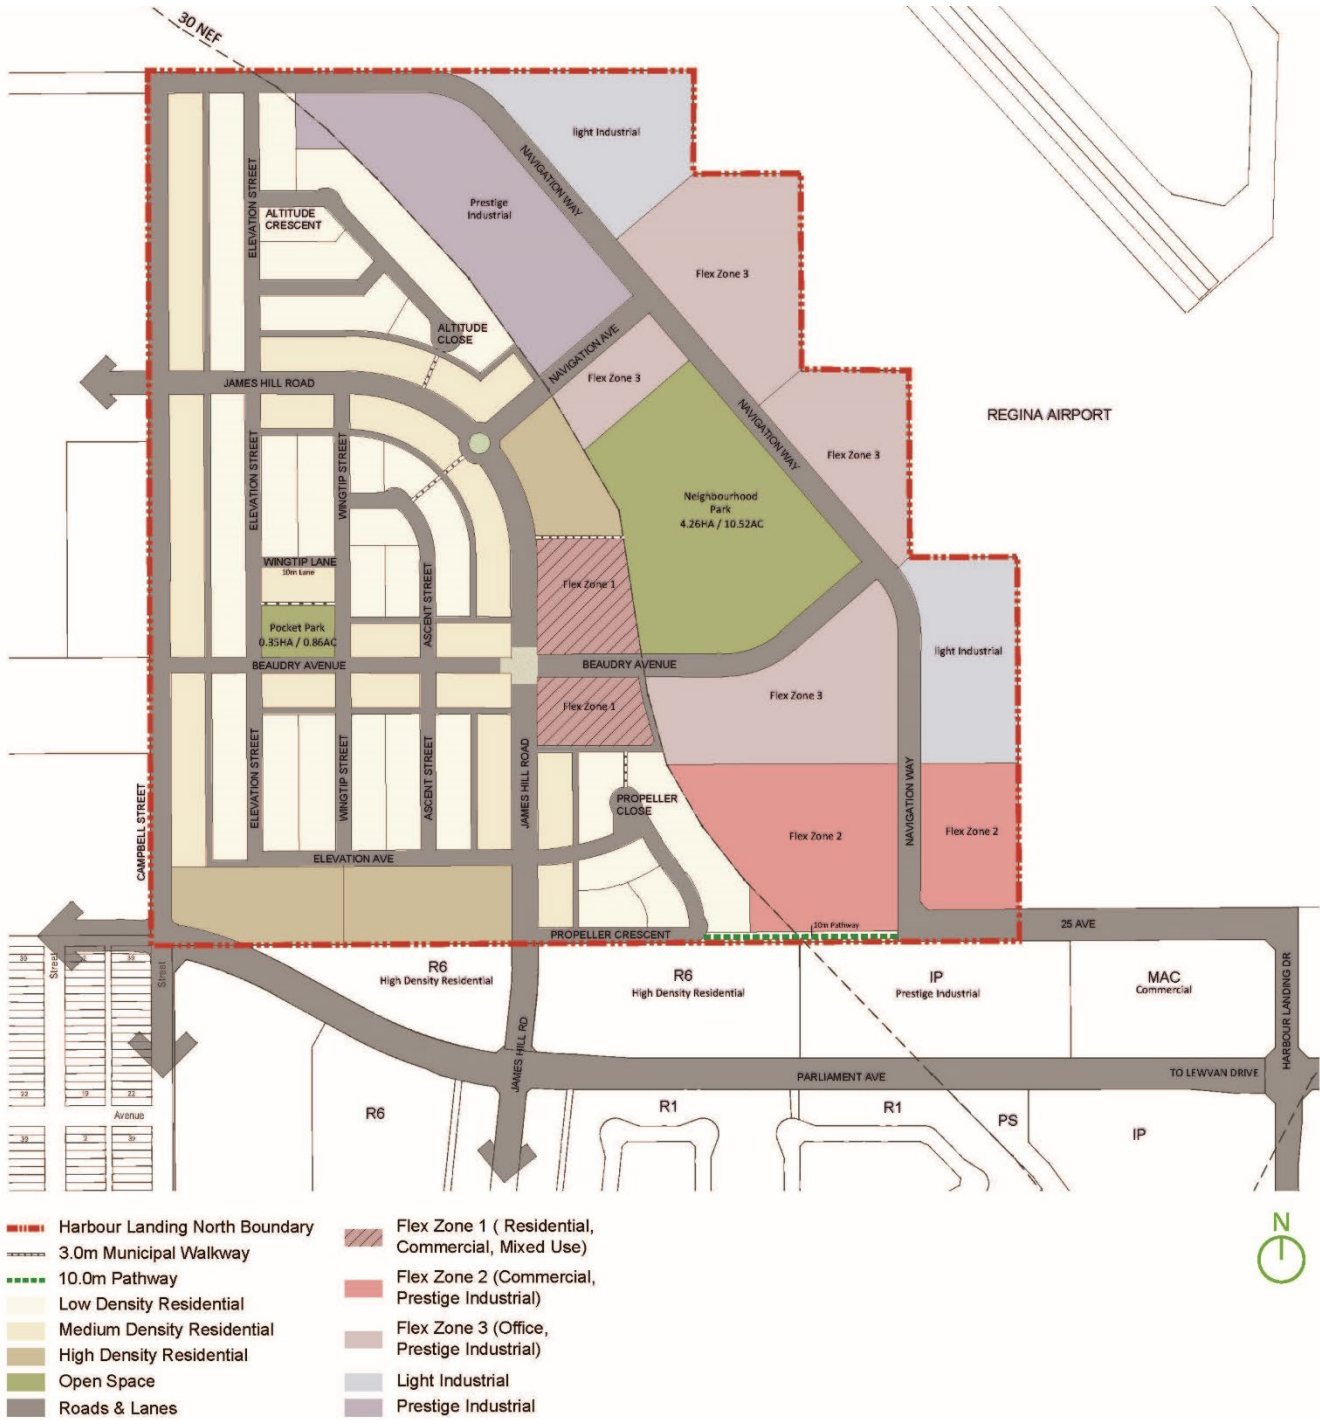 30 NEF
light Industrial
NAVIGATION WAY
Prestige
Industrial
ELEVATION STREET
ALTITUDE
CRESCENT
Flex Zone 3
ALTITUDE
CLOSE
NAVIGATION AVE
JAMES HILL ROAD
Flex Zone 3
NAVIGATION WAY
REGINA AIRPORT
Flex Zone 3
ELEVATION STREET
WINGTIP STREET
Neighbourhood
Park
4.26HA / 10.52AC
WINGTIP LANE
10m Lane
Flex Zone 1
ASCENT STREET
Pocket Park
0.35HA / 0.86AC
BEAUDRY AVENUE
BEAUDRY AVENUE
light Industrial
Flex Zone 3
Flex Zone 1
ELEVATION STREET
WINGTIP STREET
ASCENT STREET
JAMES HILL ROAD
NAVIGATION WAY
CAMPBELL STREET
PROPELLER
CLOSE
Flex Zone 2
Flex Zone 2
ELEVATION AVE
10m Pathway
25 AVE
PROPELLER CRESCENT
R6
High Density Residential
R6
High Density Residential
IP
Prestige Industrial
MAC
Commercial
HARBOUR LANDING DR
Street
Street
39
39
JAMES HILL RD
PARLIAMENT AVE
TO LEWVAN DRIVE
22
19
22
Avenue
R6
R1
R1
PS
IP
39
2
39
Harbour Landing North Boundary
3.0m Municipal Walkway
10.0m Pathway
Low Density Residential
Medium Density Residential
High Density Residential
Open Space
Roads & Lanes
Flex Zone 1 ( Residential,
Commercial, Mixed Use)
Flex Zone 2 (Commercial,
Prestige Industrial)
Flex Zone 3 (Office,
Prestige Industrial)
Light Industrial
Prestige Industrial
N